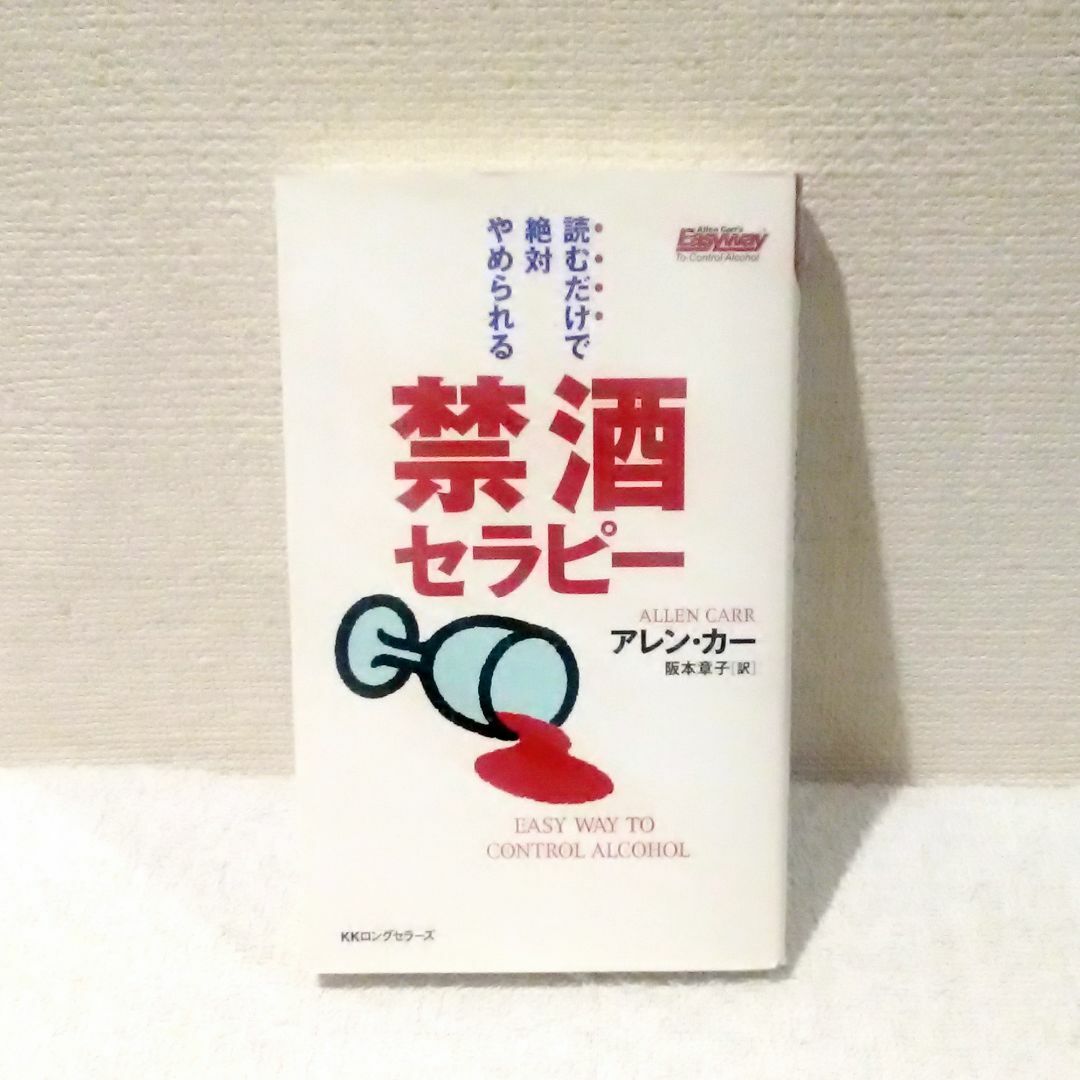 読むだけで
絶対
やめられる
Allen Carr's
Easyway
To Control Alcohol
禁酒
セラピー
ALLEN CARR
アレン・カー
阪本章子[訳]
EASY WAY TO
CONTROL ALCOHOL
KKロングセラーズ